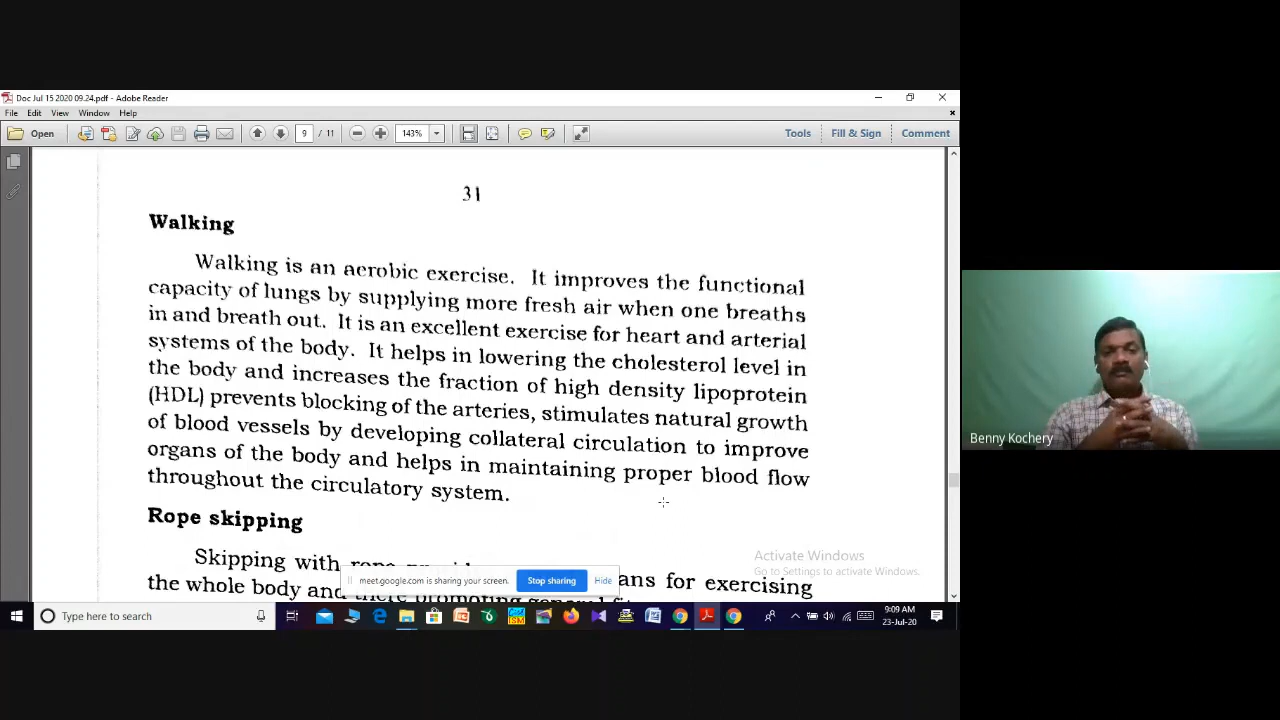 Doc Jul 15 2020 09.24.pdf - Adobe Reader
File Edit View Window Help
Open 9 / 11 143% Tools Fill & Sign Comment
31
Walking
Walking is an aerobic exercise. It improves the functional
capacity of lungs by supplying more fresh air when one breaths
in and breath out. It is an excellent exercise for heart and arterial
systems of the body. It helps in lowering the cholesterol level in
the body and increases the fraction of high density lipoprotein
(HDL) prevents blocking of the arteries, stimulates natural growth
of blood vessels by developing collateral circulation to improve
organs of the body and helps in maintaining proper blood flow
throughout the circulatory system.
Rope skipping
Skipping with rope ans for exercising
the whole body and there promoting general
Activate Windows
Go to Settings to activate Windows.
meet.google.com is sharing your screen. Stop sharing Hide
Type here to search
9:09 AM
23-Jul-20
Benny Kochery